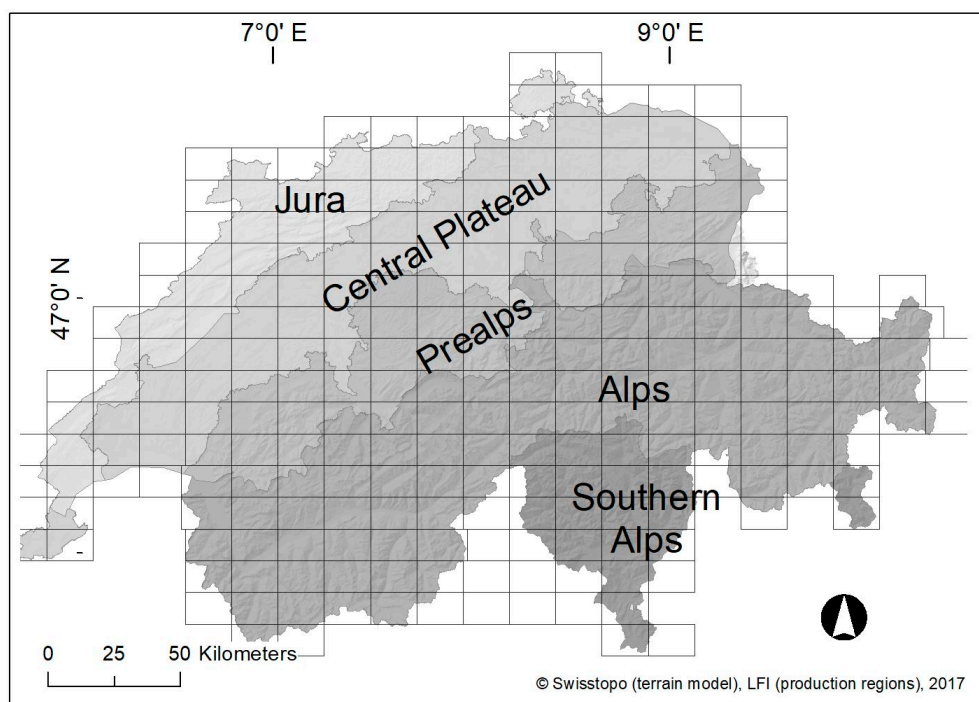 7°0' E
9°0' E
Jura
Central Plateau
47°0' N
Prealps
Alps
Southern
Alps
0 25 50 Kilometers
© Swisstopo (terrain model), LFI (production regions), 2017